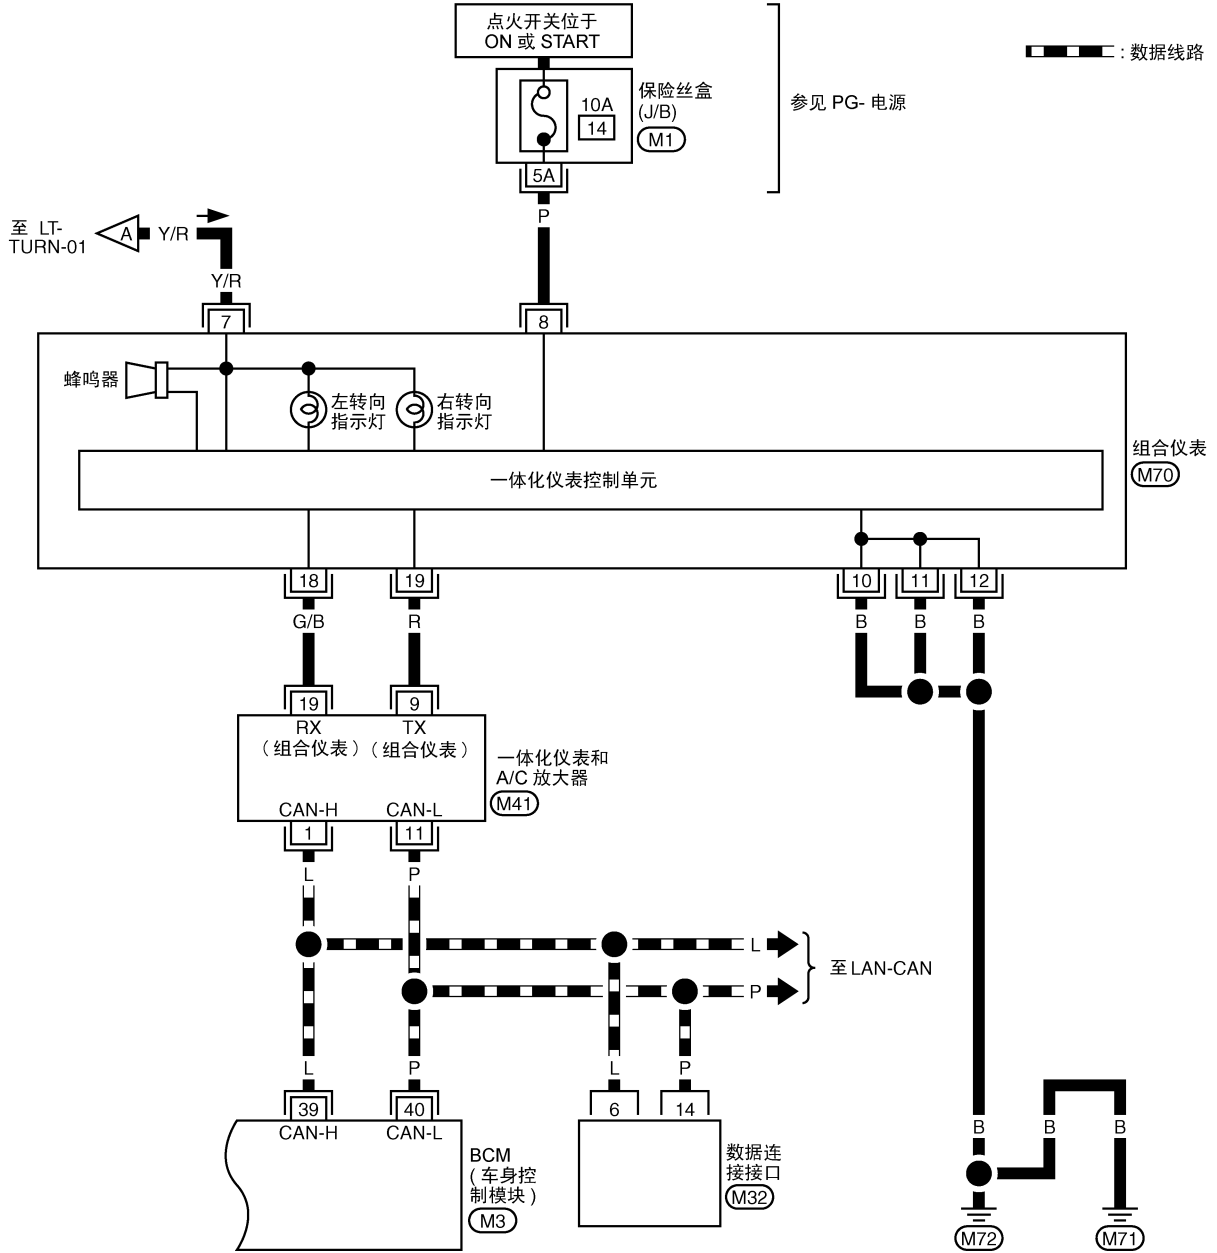 点火开关位于
ON 或 START
: 数据线路
保险丝盒
(J/B)
M1
10A
14
参见 PG- 电源
5A
P
至 LT-
TURN-01
A
Y/R
Y/R
7
8
蜂鸣器
左转向
指示灯
右转向
指示灯
一体化仪表控制单元
组合仪表
M70
18
19
10
11
12
G/B
R
B
B
B
19
9
RX
TX
(组合仪表)
(组合仪表)
一体化仪表和
A/C 放大器
M41
CAN-H
CAN-L
1
11
L
P
L
P
至 LAN-CAN
L
P
L
P
39
40
6
14
CAN-H
CAN-L
BCM
(车身控
制模块)
M3
数据连
接接口
M32
B
B
B
M72
M71